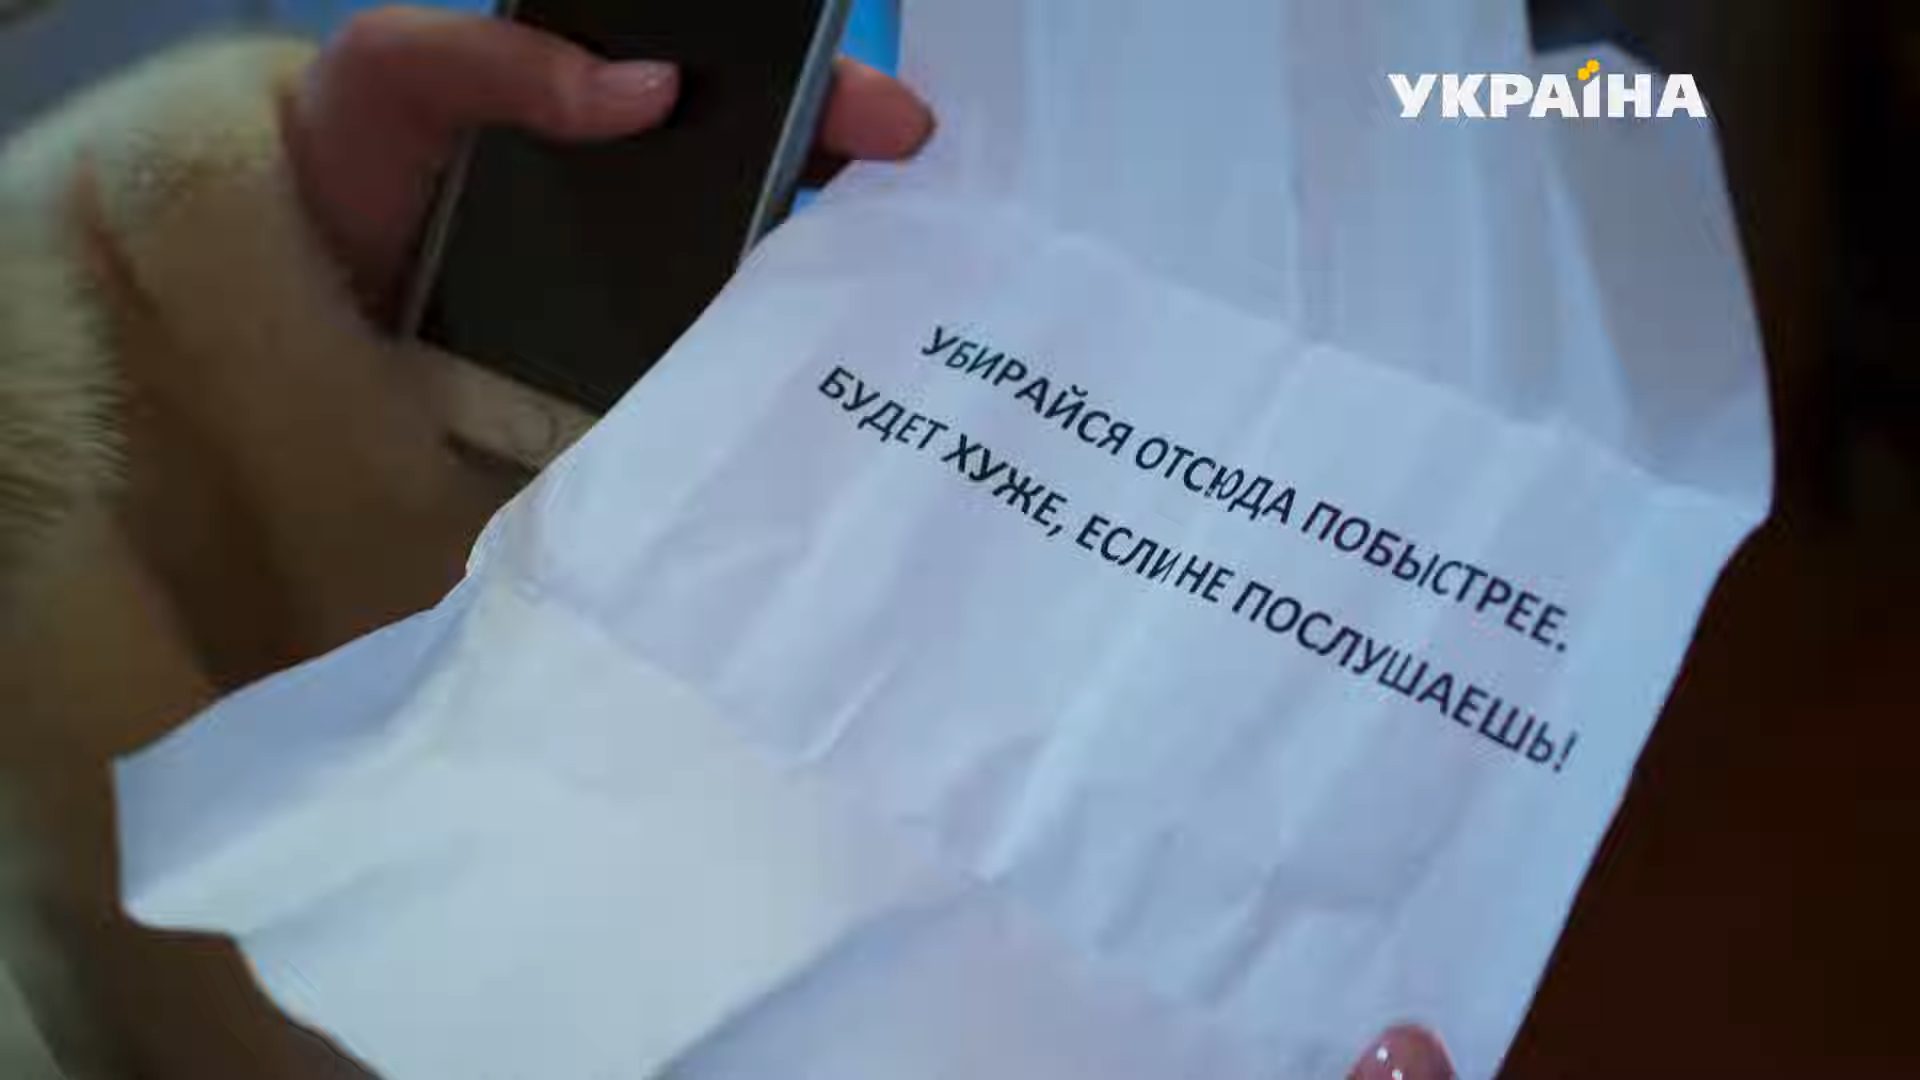 УКРАЇНА
УБИРАЙСЯ ОТСЮДА ПОБЫСТРЕЕ.
БУДЕТ ХУЖЕ, ЕСЛИ НЕ ПОСЛУШАЕШЬ!